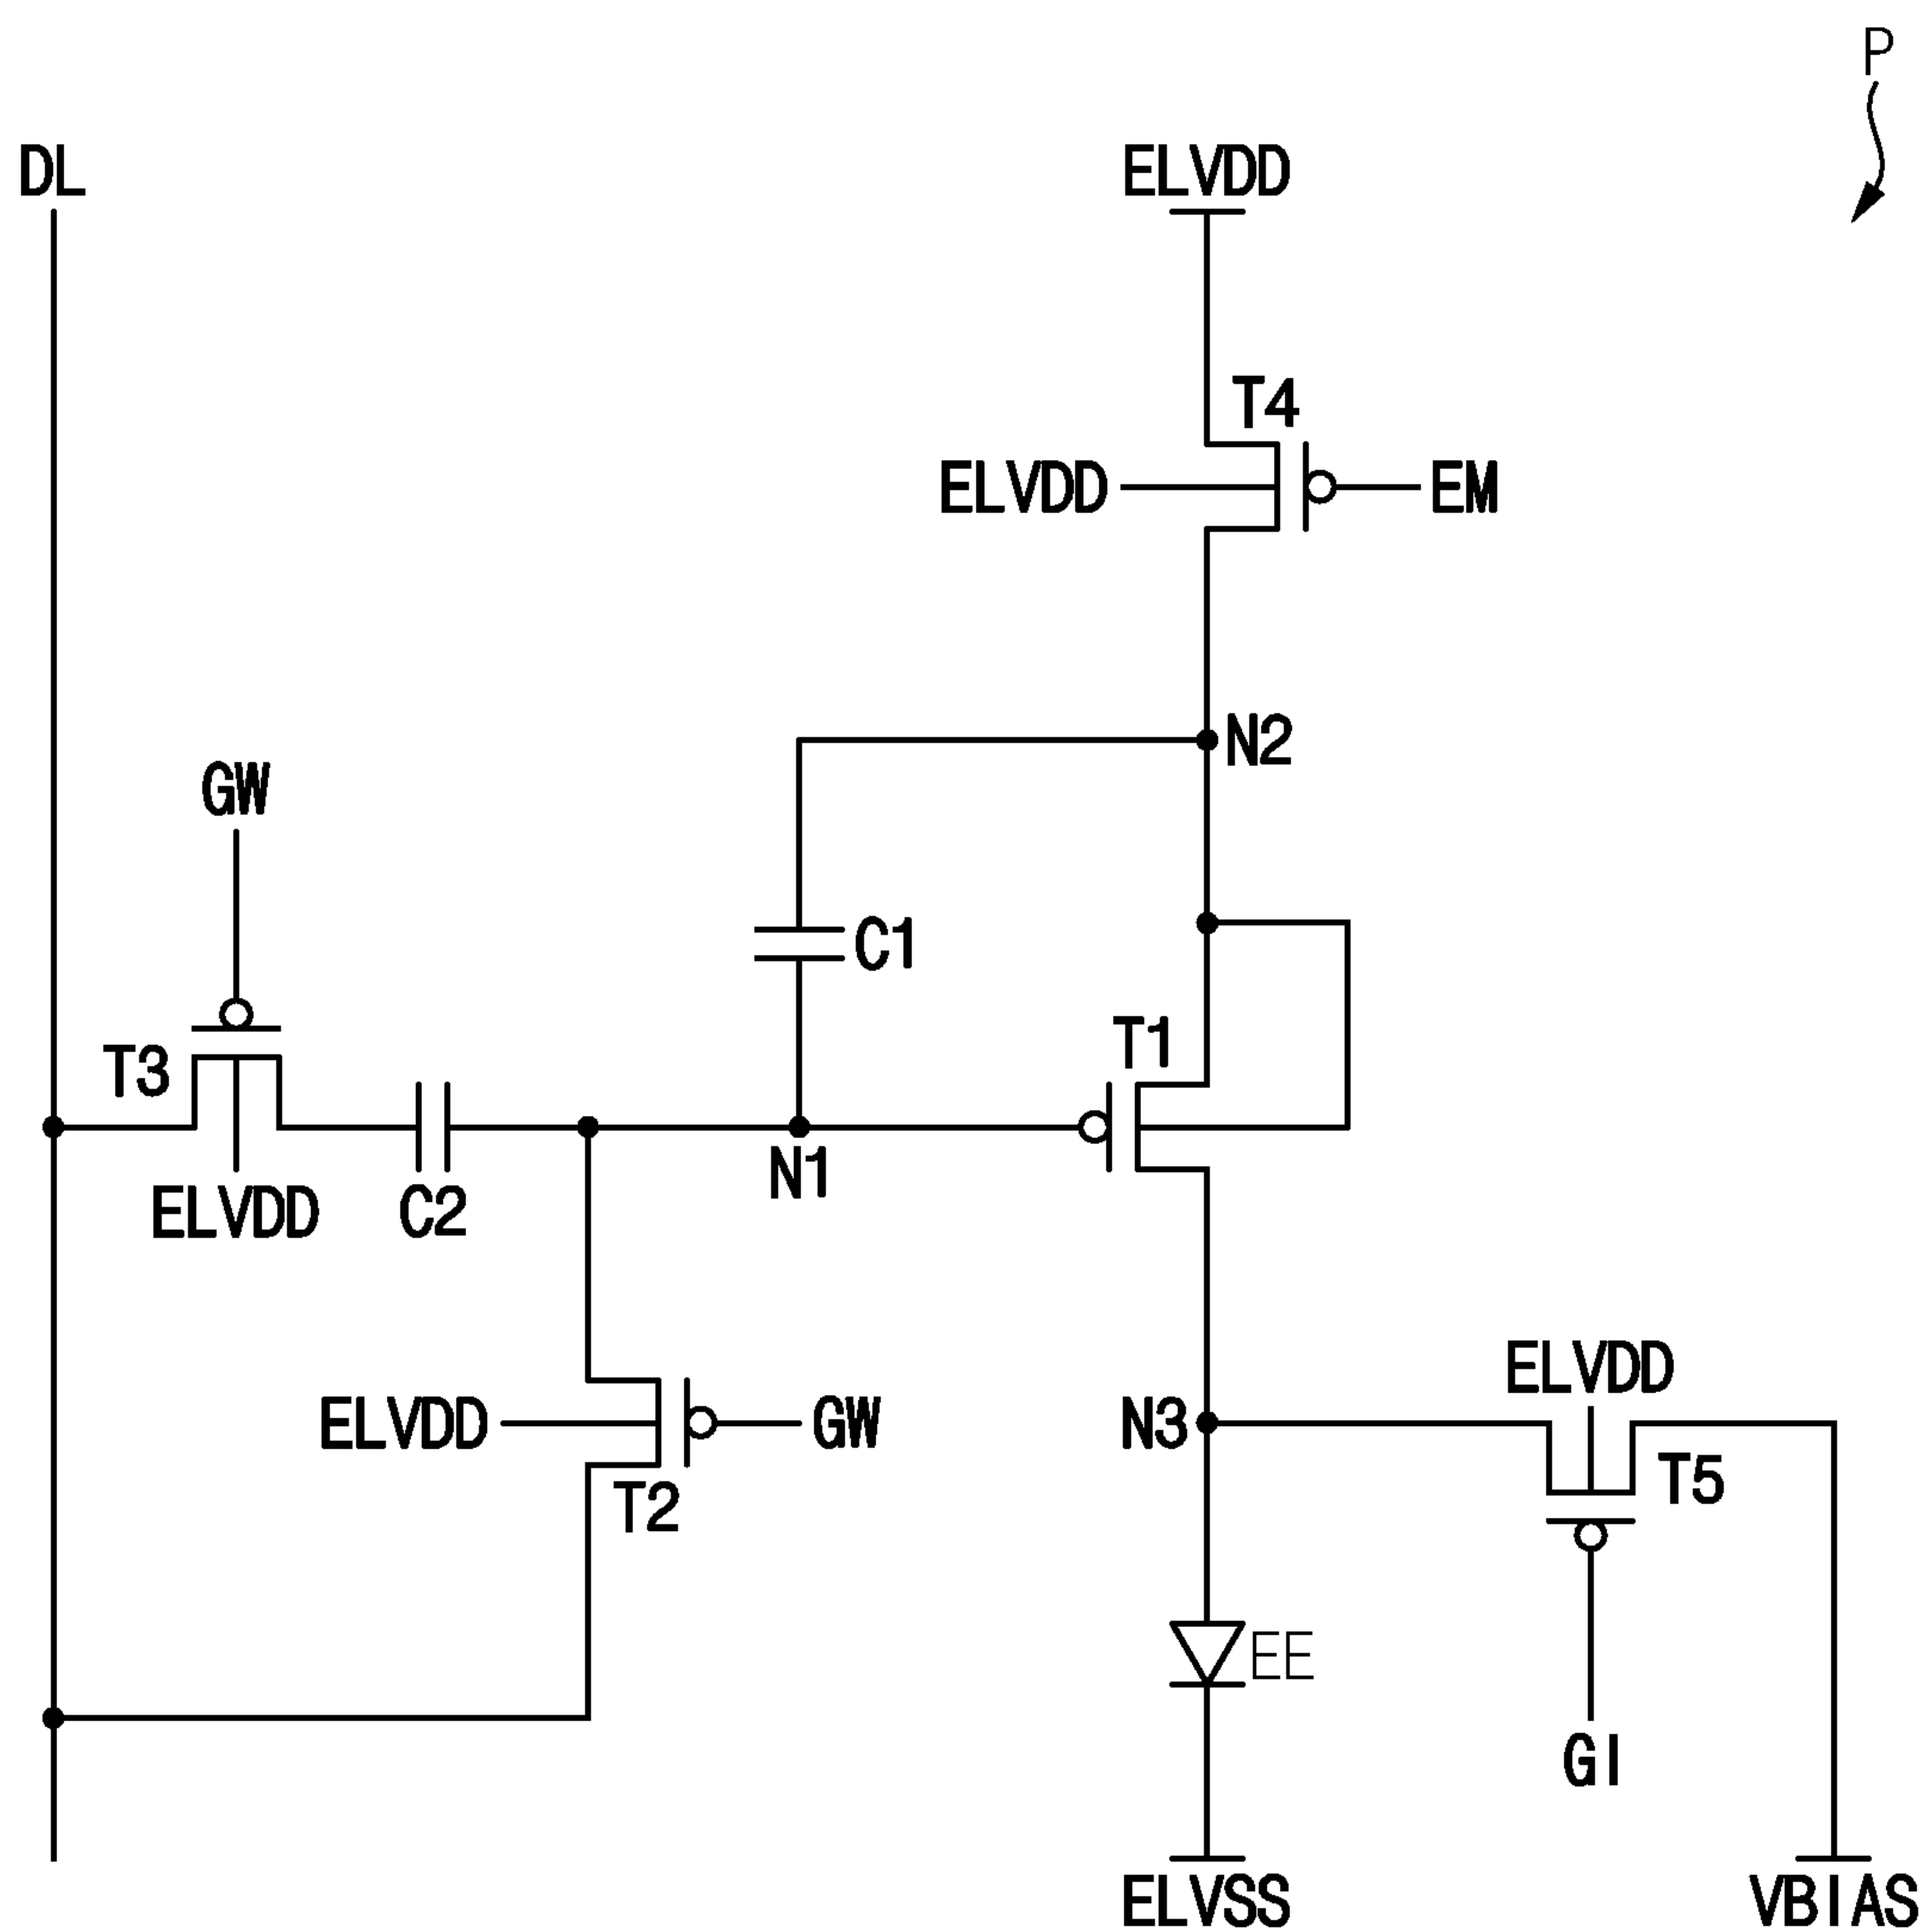 P
DL
ELVDD
T4
ELVDD
EM
N2
GW
C1
T1
T3
N1
ELVDD
C2
ELVDD
ELVDD
GW
N3
T5
T2
EE
GI
ELVSS
VBIAS